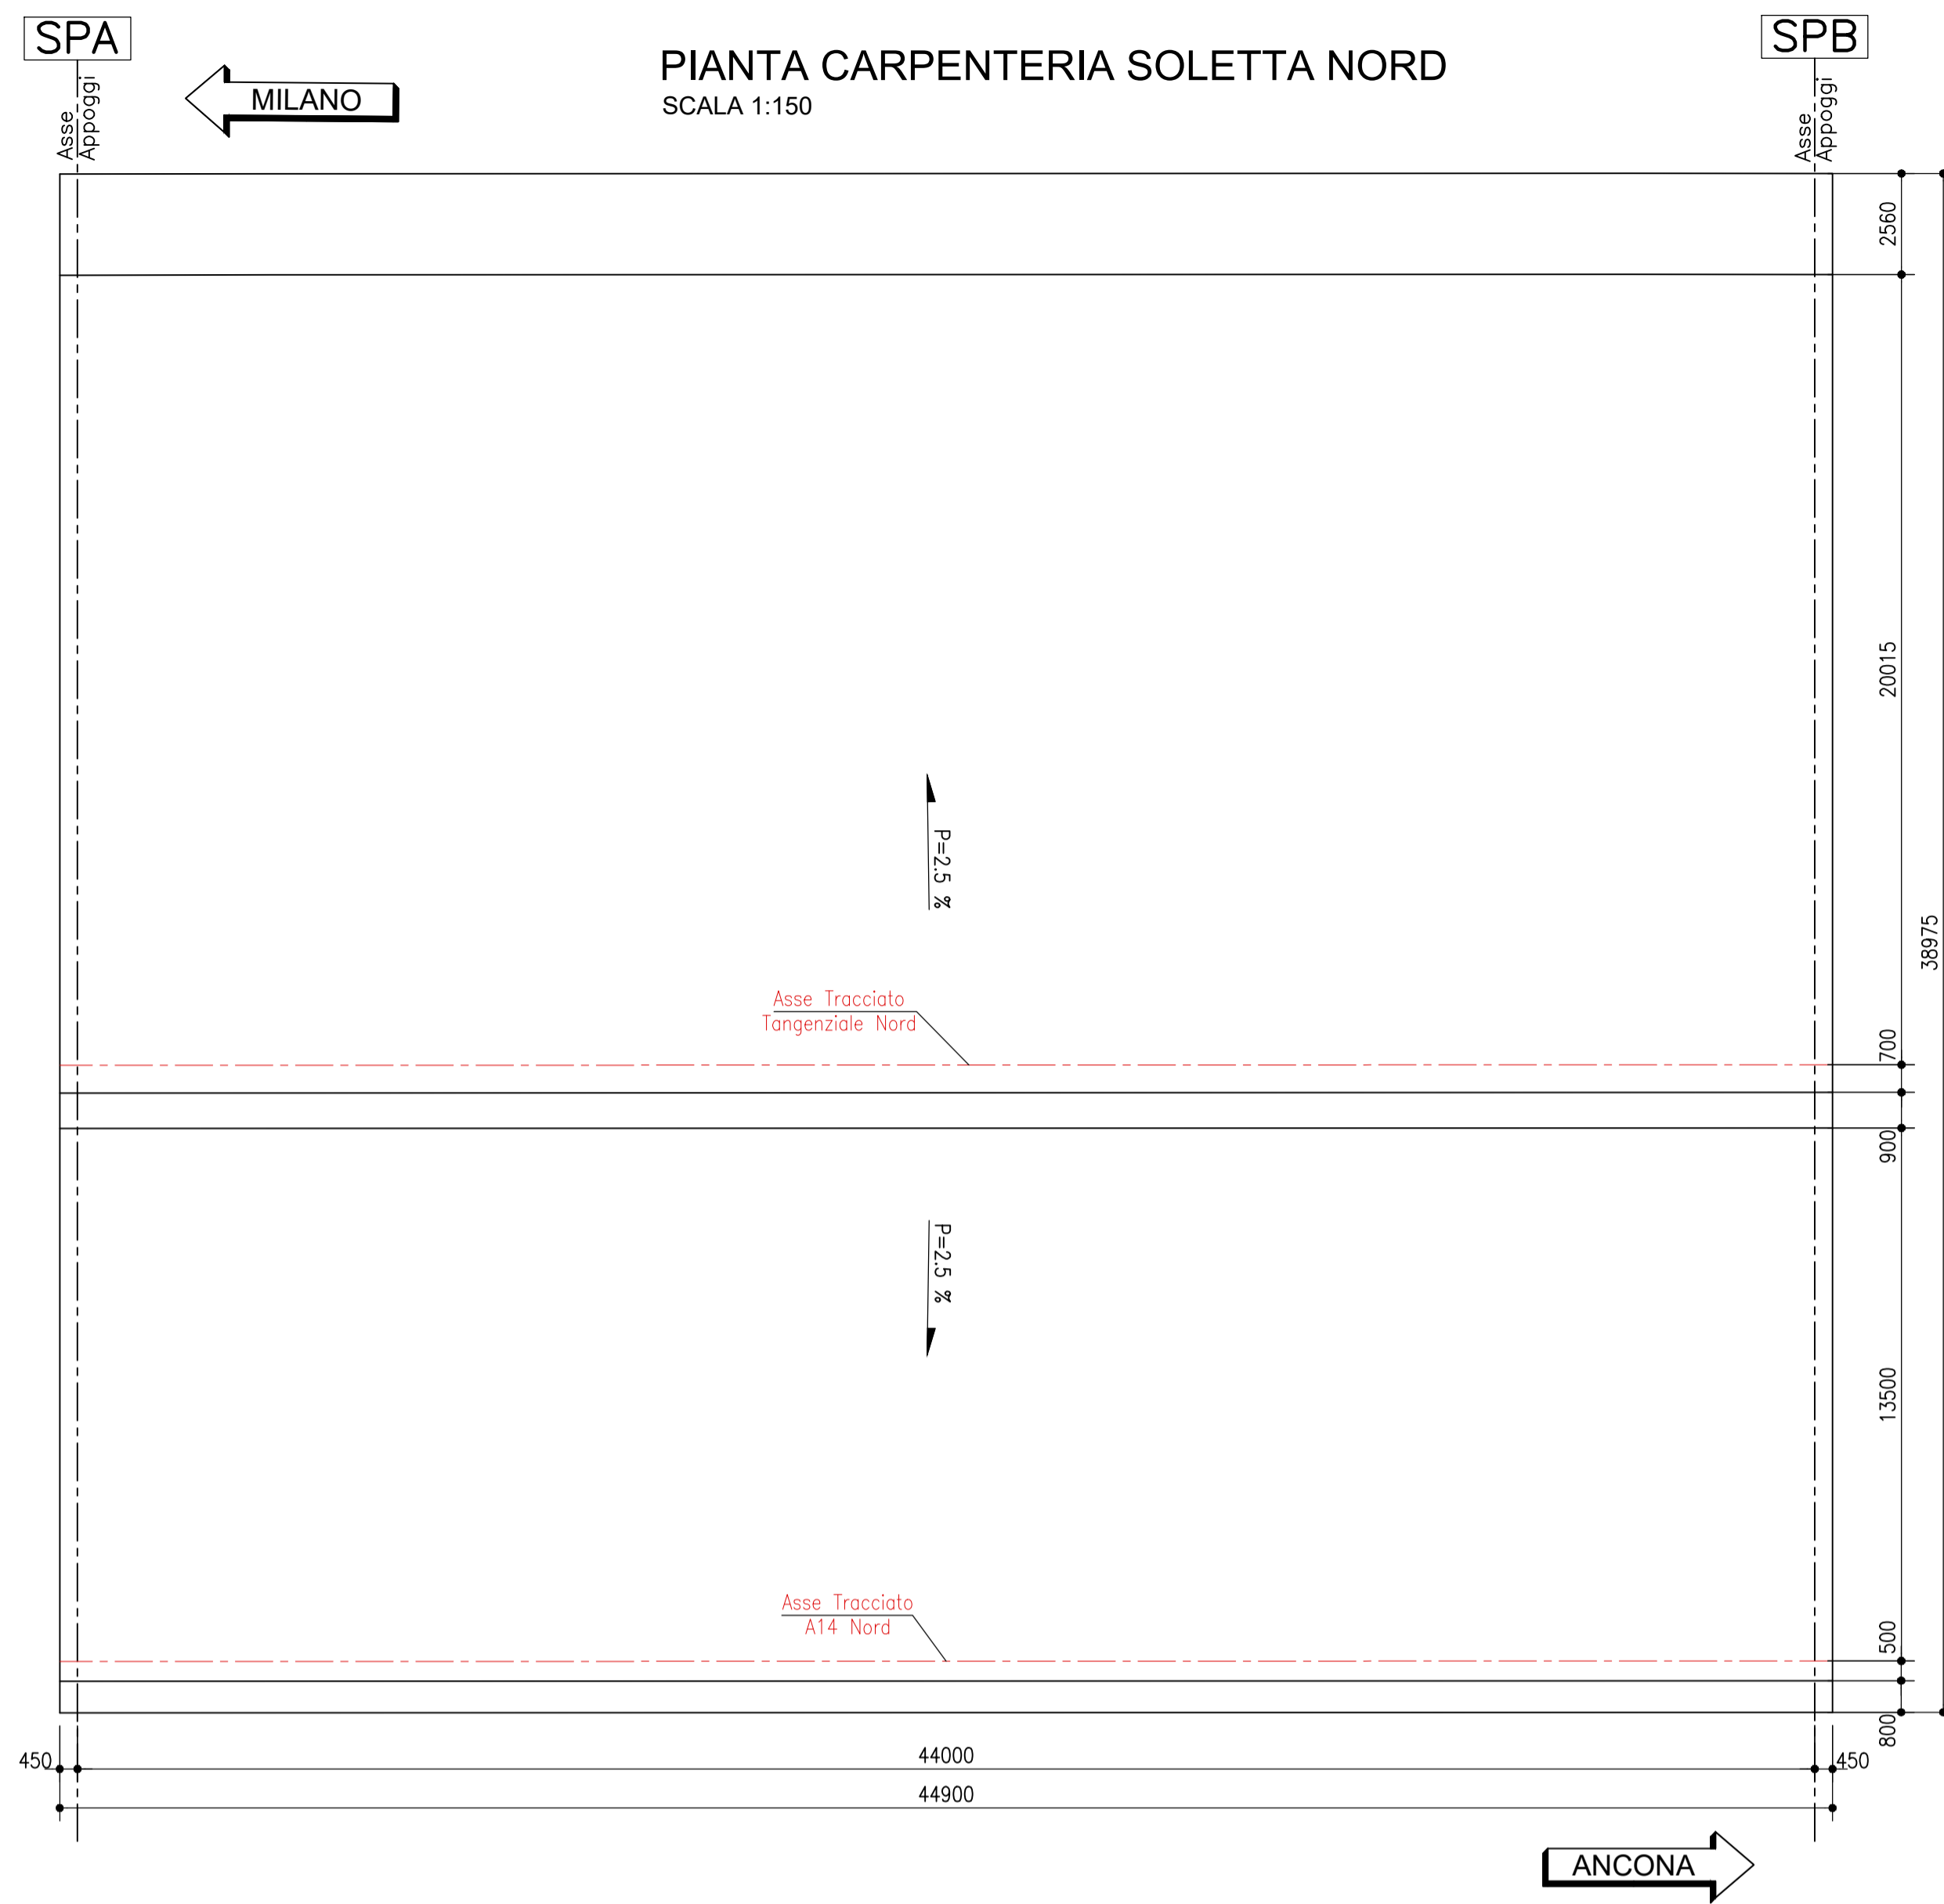 SPA
SPB
PIANTA CARPENTERIA SOLETTA NORD
SCALA 1:150
MILANO
Asse
Appoggi
Asse
Appoggi
2560
20015
P=2.5 %
38975
Asse Tracciato
Tangenziale Nord
700
900
P=2.5 %
13500
Asse Tracciato
A14 Nord
500
800
450
44000
450
44900
ANCONA